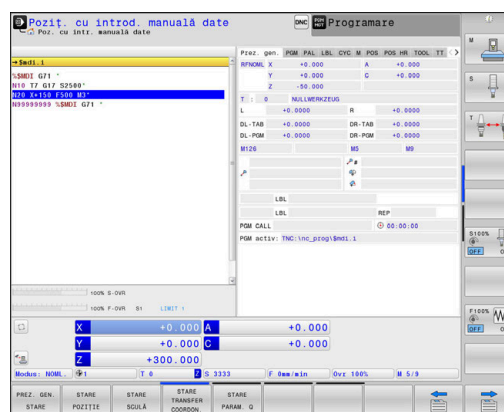 Poziț. cu introd. manuală date
DNC
Programare
Poz. cu intr. manuală date
Prez. gen. PGM PAL LBL CYC M POS POS HR TOOL TT
→$mdi.i
%$MDI G71 *
N10 T7 G17 S2500*
N20 X+150 F500 M3*
N99999999 %$MDI G71 *
RFNOML X +0.000 A +0.000
Y +0.000 C +0.000
Z -50.000
T : 0 NULLWERKZEUG
L +0.0000 R +0.0000
DL-TAB +0.0000 DR-TAB +0.0000
DL-PGM +0.0000 DR-PGM +0.0000
M126 M5 M9
LBL
LBL REP
PGM CALL 00:00:00
PGM activ: TNC:\nc_prog\$mdi.i
100% S-OVR
100% F-OVR S1 LIMIT 1
X +0.000 A +0.000
Y +0.000 C +0.000
Z +300.000
Modus: NOML. 1 T 0 Z S 3333 F 0mm/min Ovr 100% M 5/9
PREZ. GEN. STARE
STARE POZIȚIE
STARE SCULĂ
STARE TRANSFER COORDON.
STARE PARAM. Q
M
S
T
S100%
OFF
F100%
OFF